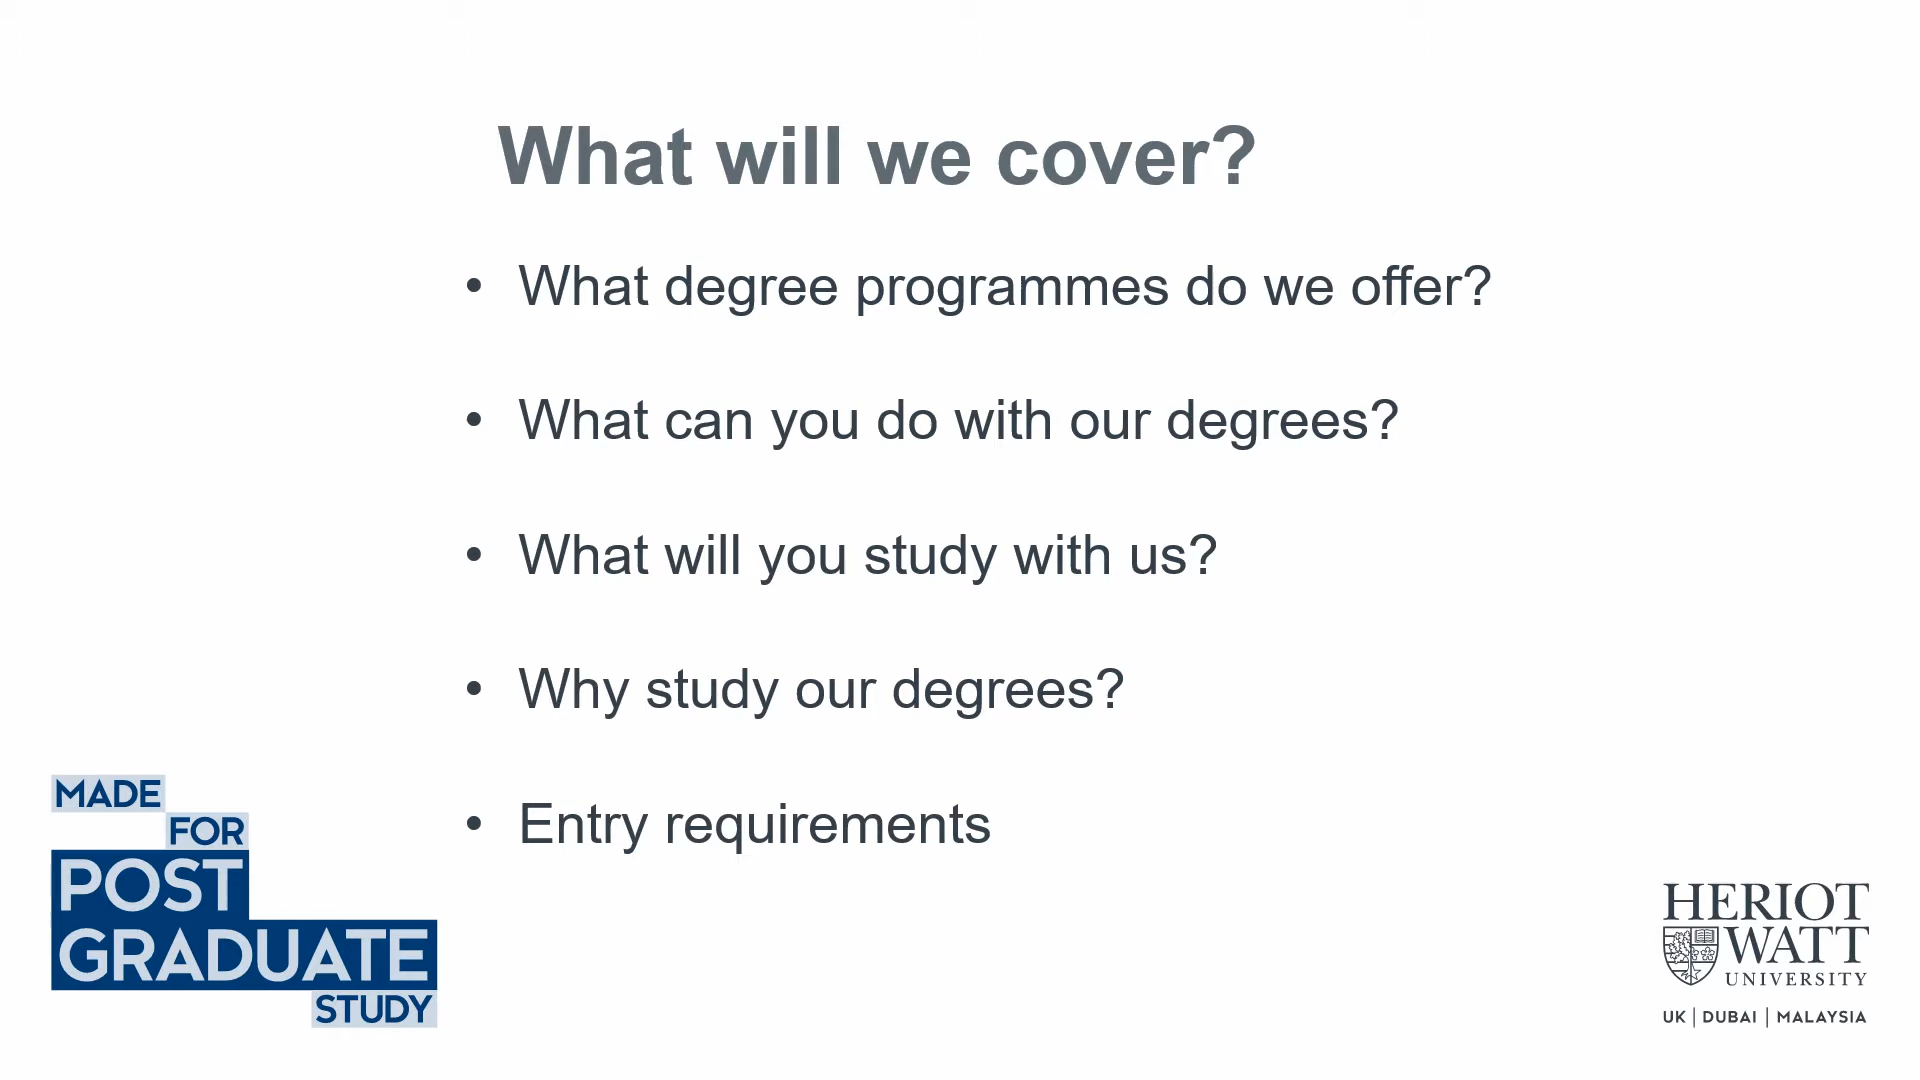 What will we cover?
• What degree programmes do we offer?
• What can you do with our degrees?
• What will you study with us?
• Why study our degrees?
• Entry requirements
MADE
FOR
POST
GRADUATE
STUDY
HERIOT
WATT
UNIVERSITY
UK | DUBAI | MALAYSIA